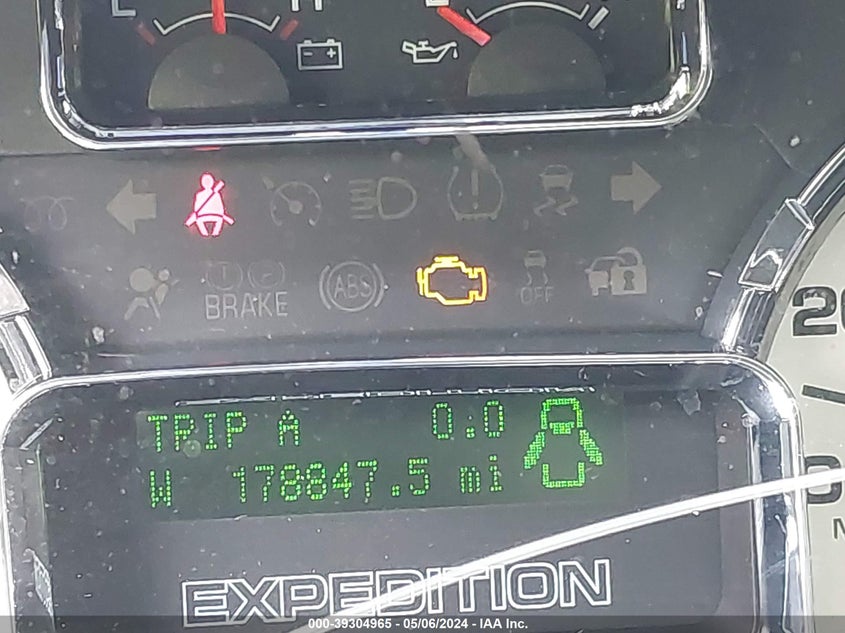 BRAKE
ABS
OFF
TRIP A 0.0
W 178847.5 mi
EXPEDITION
000-39304965 - 05/06/2024 - IAA Inc.